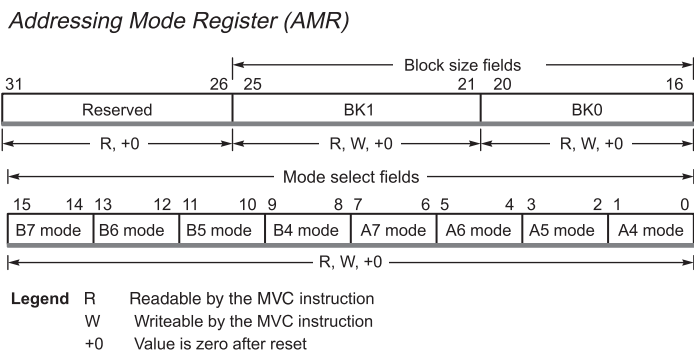 Addressing Mode Register (AMR)
Block size fields
31 26 25 21 20 16
Reserved BK1 BK0
R, +0 R, W, +0 R, W, +0
Mode select fields
15 14 13 12 11 10 9 8 7 6 5 4 3 2 1 0
B7 mode B6 mode B5 mode B4 mode A7 mode A6 mode A5 mode A4 mode
R, W, +0
Legend R Readable by the MVC instruction
W Writeable by the MVC instruction
+0 Value is zero after reset